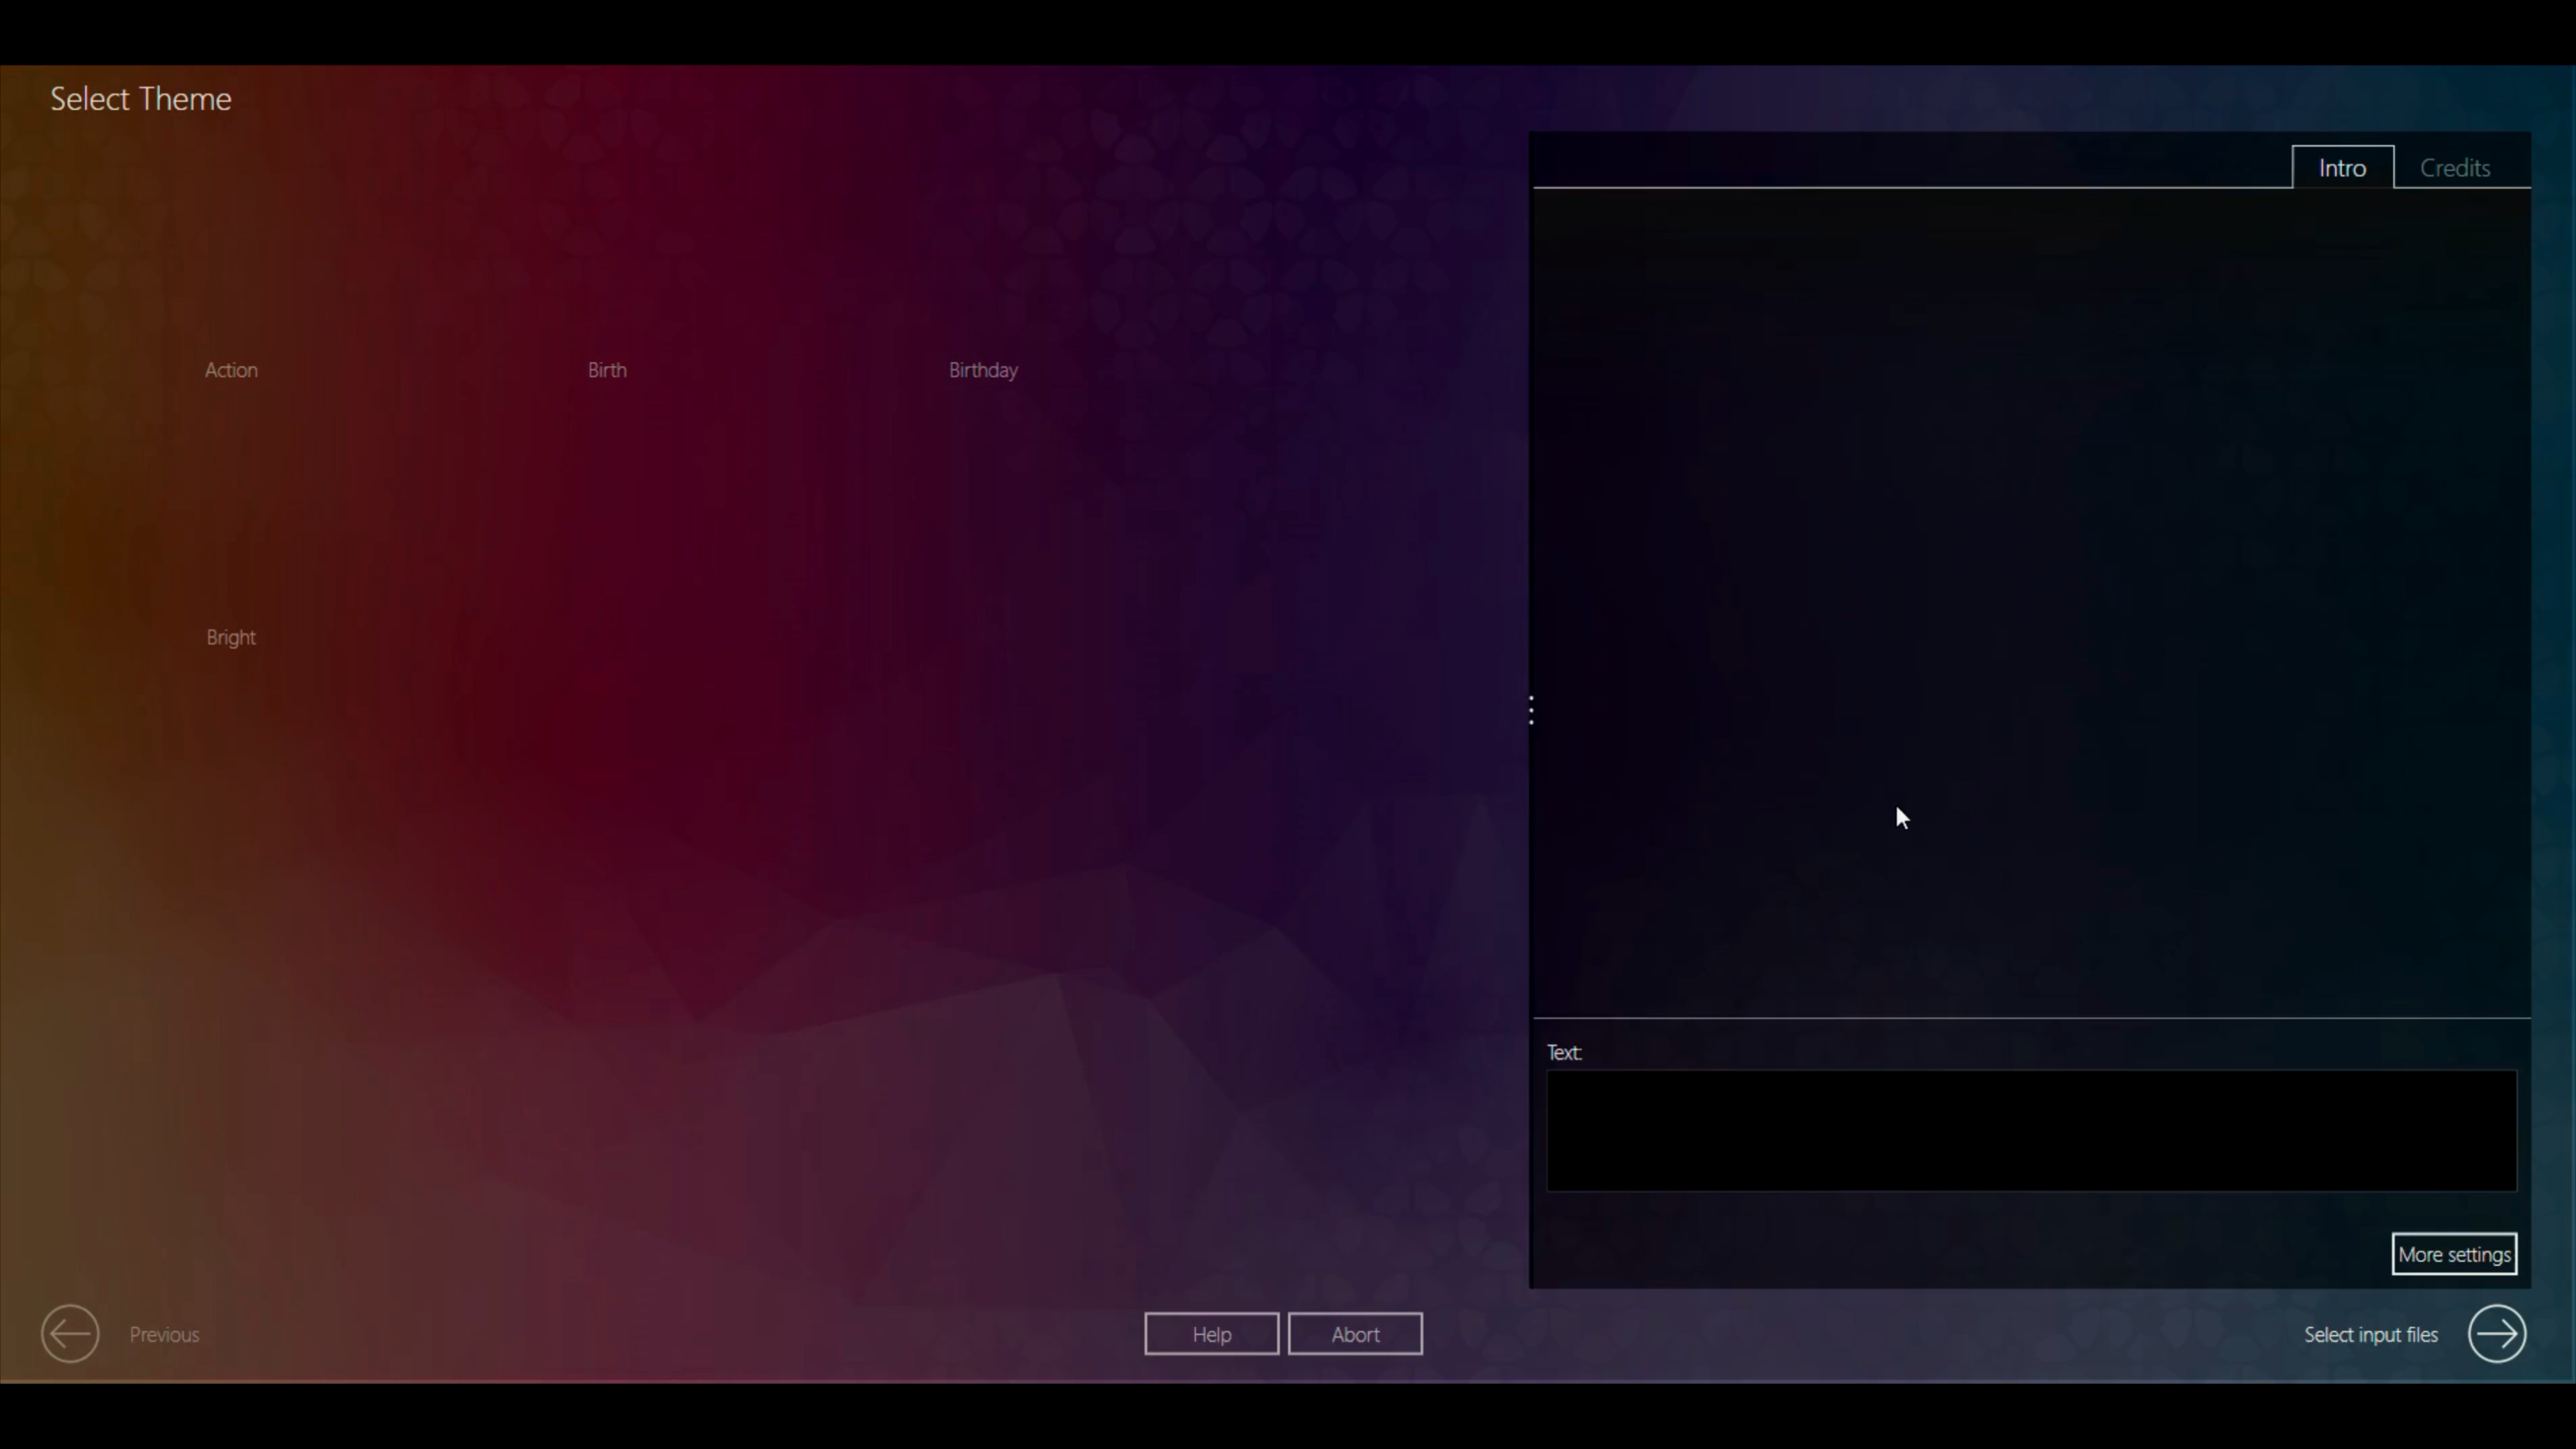 Select Theme
Intro
Credits
Action
Birth
Birthday
Bright
Text:
More settings
Previous
Help
Abort
Select input files